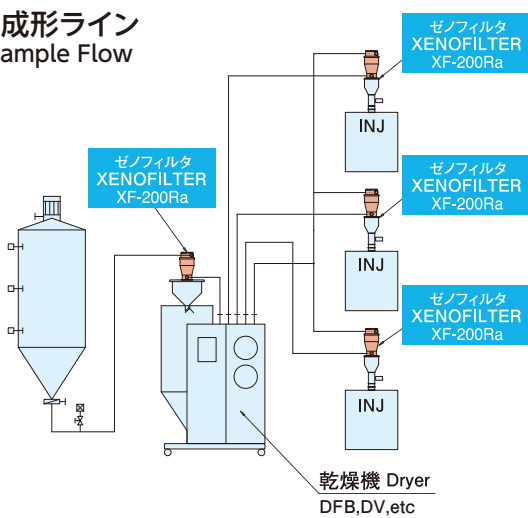 成形ライン
ample Flow
ゼノフィルタ
XENOFILTER
XF-200Ra
INJ
ゼノフィルタ
XENOFILTER
XF-200Ra
ゼノフィルタ
XENOFILTER
XF-200Ra
INJ
ゼノフィルタ
XENOFILTER
XF-200Ra
INJ
乾燥機 Dryer
DFB,DV,etc